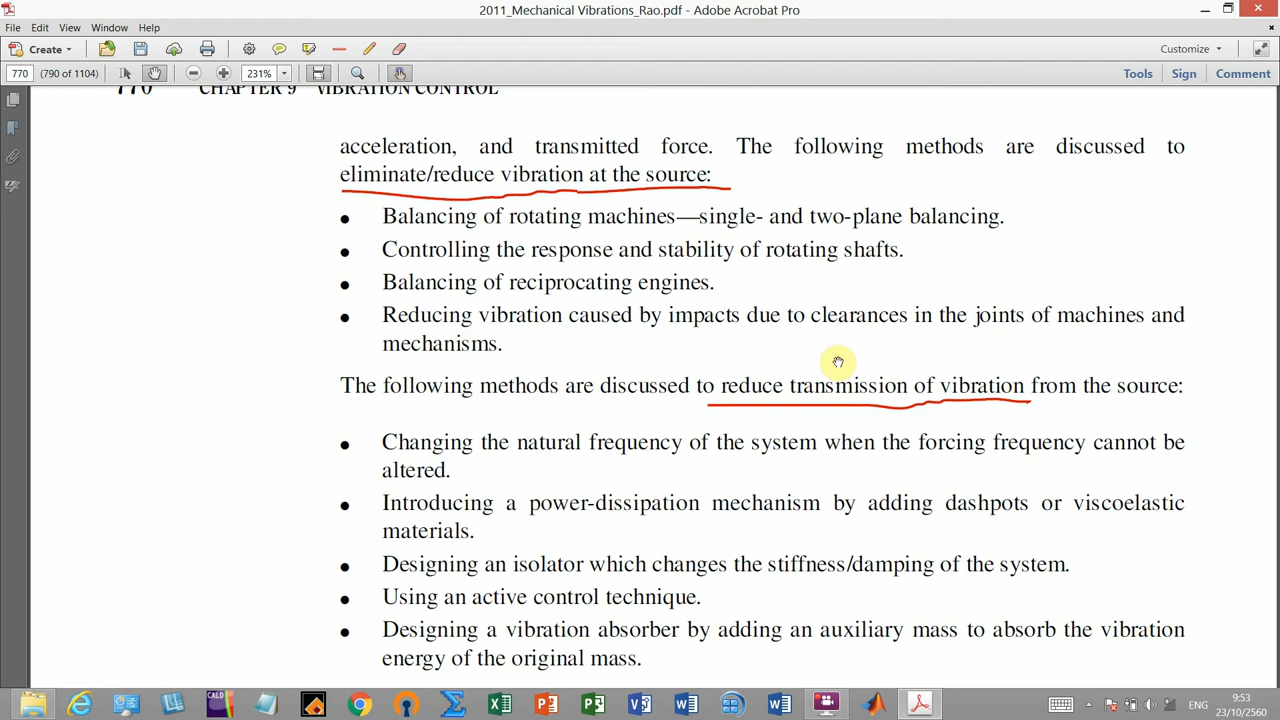 2011_Mechanical Vibrations_Rao.pdf - Adobe Acrobat Pro
File Edit View Window Help
Create
Customize
770 (790 of 1104)
231%
Tools Sign Comment
770 CHAPTER 9 VIBRATION CONTROL
acceleration, and transmitted force. The following methods are discussed to
eliminate/reduce vibration at the source:
• Balancing of rotating machines—single- and two-plane balancing.
• Controlling the response and stability of rotating shafts.
• Balancing of reciprocating engines.
• Reducing vibration caused by impacts due to clearances in the joints of machines and
mechanisms.
The following methods are discussed to reduce transmission of vibration from the source:
• Changing the natural frequency of the system when the forcing frequency cannot be
altered.
• Introducing a power-dissipation mechanism by adding dashpots or viscoelastic
materials.
• Designing an isolator which changes the stiffness/damping of the system.
• Using an active control technique.
• Designing a vibration absorber by adding an auxiliary mass to absorb the vibration
energy of the original mass.
CALD
ENG
9:53
23/10/2560